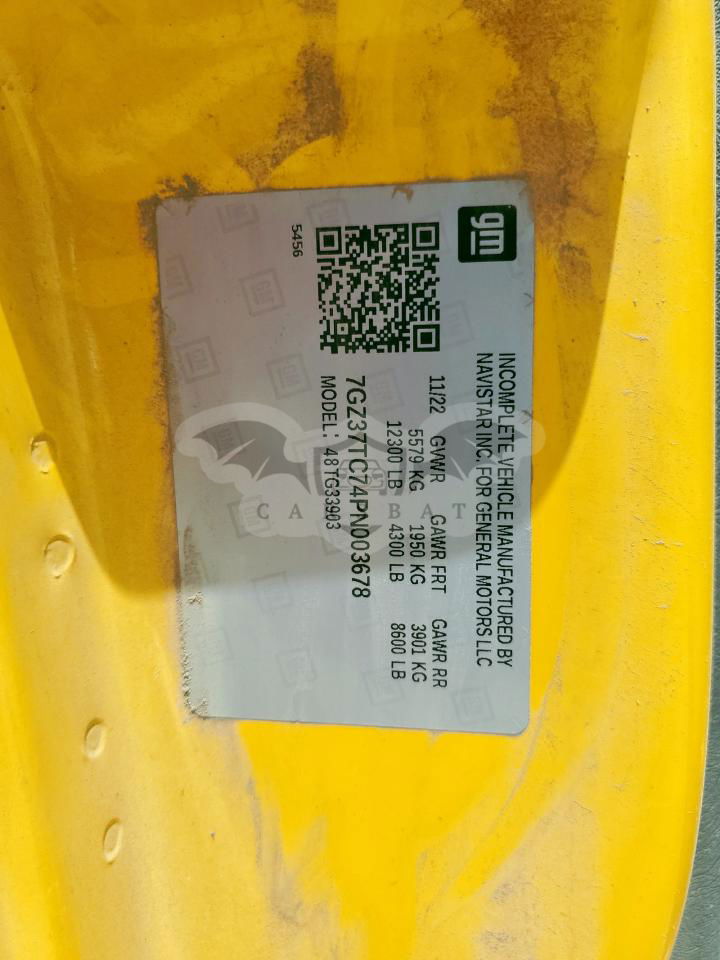 gm
INCOMPLETE VEHICLE MANUFACTURED BY
NAVISTAR INC. FOR GENERAL MOTORS LLC
11/22 GVWR GAWR FRT GAWR RR
5579 KG 1950 KG 3901 KG
12300 LB 4300 LB 8600 LB
7GZ37TC74PN003678
MODEL: 48TG33903
5456
CARBAT